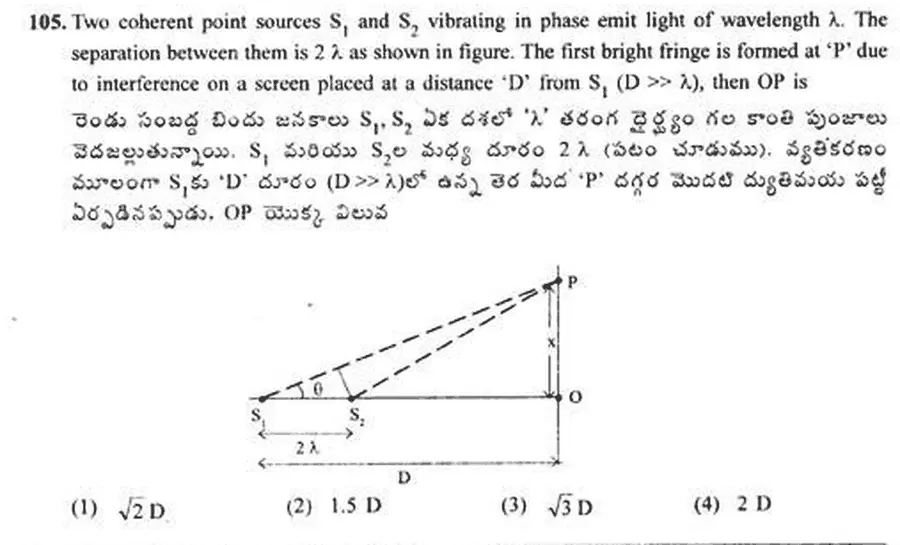 105. Two coherent point sources S₁ and S₂ vibrating in phase emit light of wavelength λ. The
separation between them is 2 λ as shown in figure. The first bright fringe is formed at ‘P’ due
to interference on a screen placed at a distance ‘D’ from S₁ (D >> λ), then OP is
రెండు సంబద్ధ బిందు జనకాలు S₁, S₂ ఏక దశలో ‘λ’ తరంగ దైర్ఘ్యం గల కాంతి పుంజాలు
వెదజల్లుతున్నాయి. S₁ మరియు S₂ల మధ్య దూరం 2 λ (పటం చూడుము). వ్యతికరణం
మూలంగా S₁కు ‘D’ దూరం (D >> λ)లో ఉన్న తెర మీద ‘P’ దగ్గర మొదటి ద్యుతిమయ పట్టీ
ఏర్పడినప్పుడు. OP యొక్క విలువ
P
x
θ
O
S₁ S₂
2 λ
D
(1) √2 D (2) 1.5 D (3) √3 D (4) 2 D